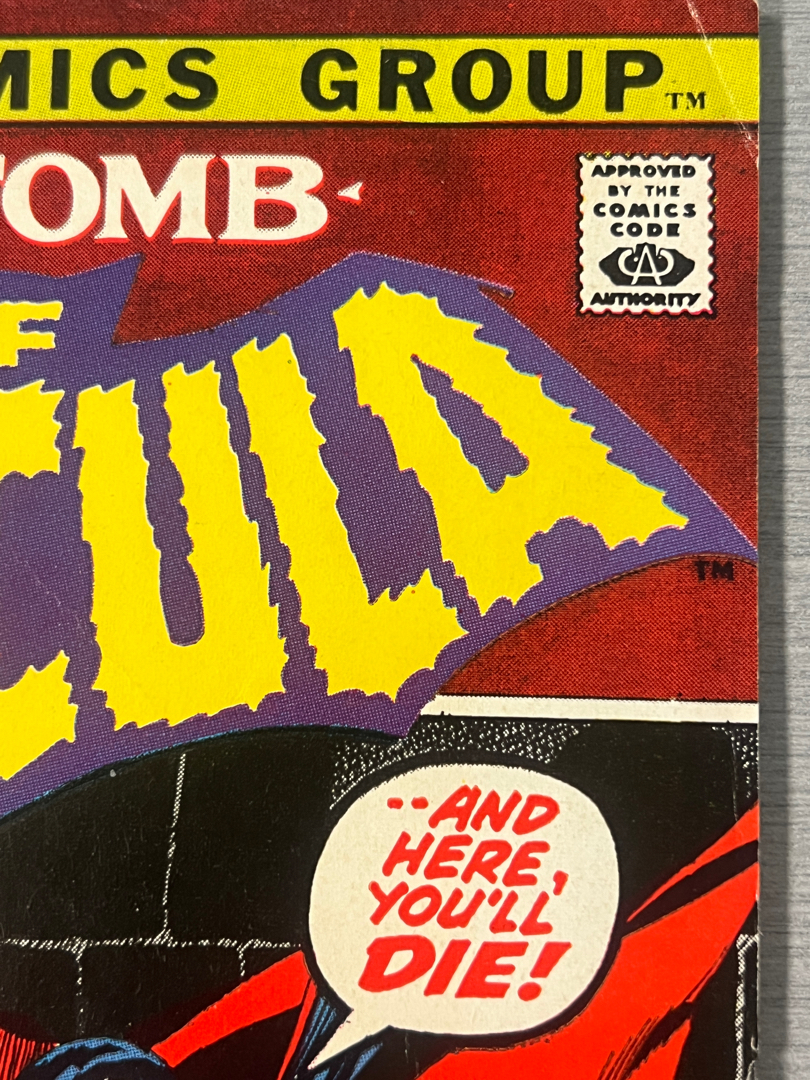 MICS GROUP™
TOMB
APPROVED
BY THE
COMICS
CODE
CA
AUTHORITY
F
CULA
TM
--AND
HERE,
YOU'LL
DIE!